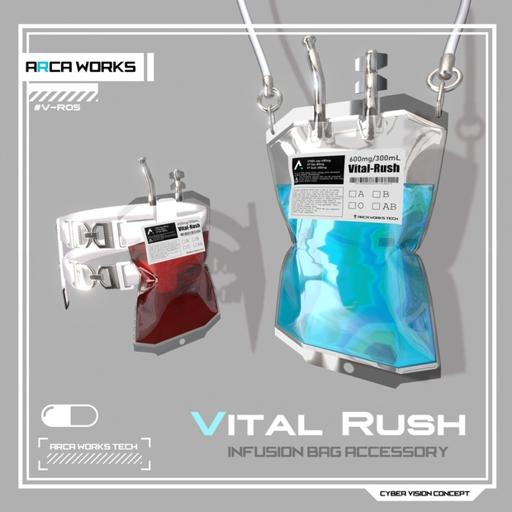 ARCA WORKS
#V-R05
600mg/300mL
Vital-Rush
A
B
O
AB
ARCA WORKS TECH
Vital-Rush
VITAL RUSH
INFUSION BAG ACCESSORY
ARCA WORKS TECH
CYBER VISION CONCEPT